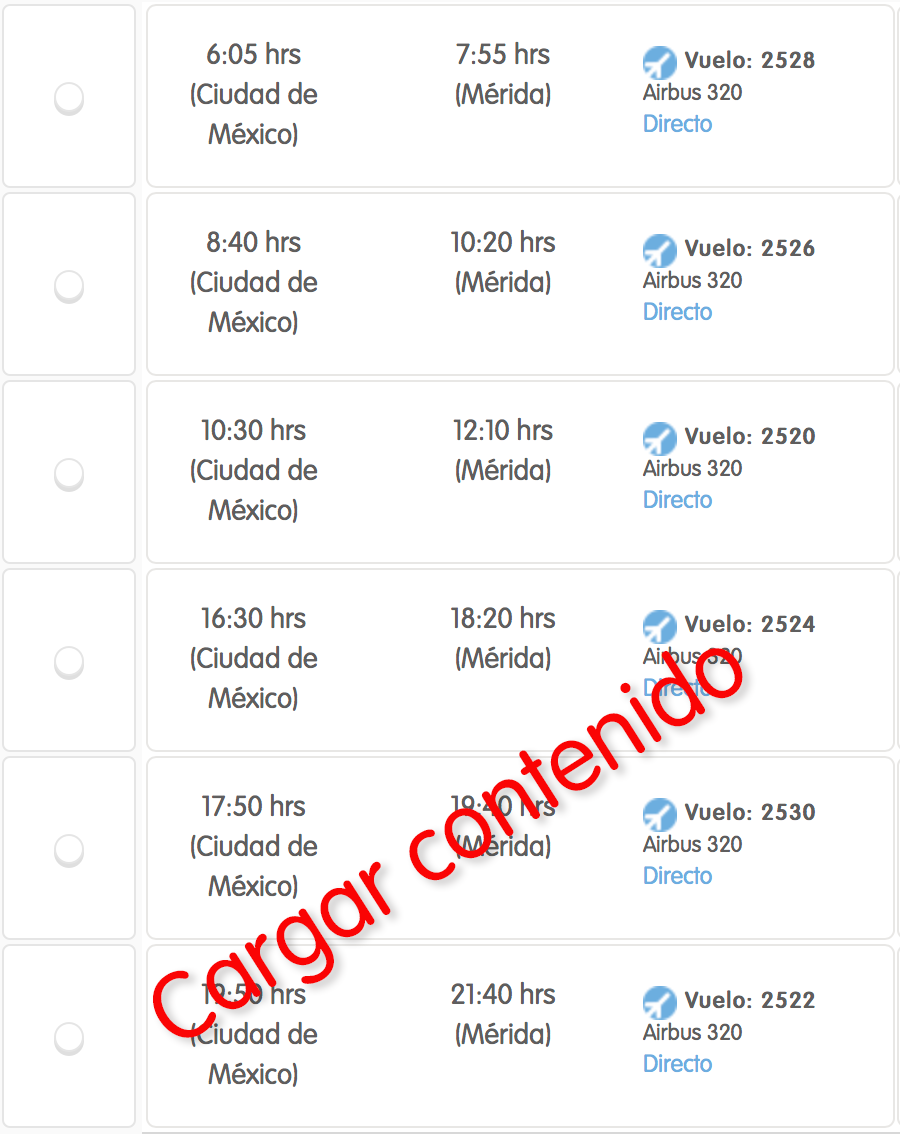 6:05 hrs 7:55 hrs Vuelo: 2528
(Ciudad de (Mérida) Airbus 320
México) Directo
8:40 hrs 10:20 hrs Vuelo: 2526
(Ciudad de (Mérida) Airbus 320
México) Directo
10:30 hrs 12:10 hrs Vuelo: 2520
(Ciudad de (Mérida) Airbus 320
México) Directo
16:30 hrs 18:20 hrs Vuelo: 2524
(Ciudad de (Mérida) Airbus 320
México) Directo
17:50 hrs 19:40 hrs Vuelo: 2530
(Ciudad de (Mérida) Airbus 320
México) Directo
19:50 hrs 21:40 hrs Vuelo: 2522
(Ciudad de (Mérida) Airbus 320
México) Directo
Cargar contenido